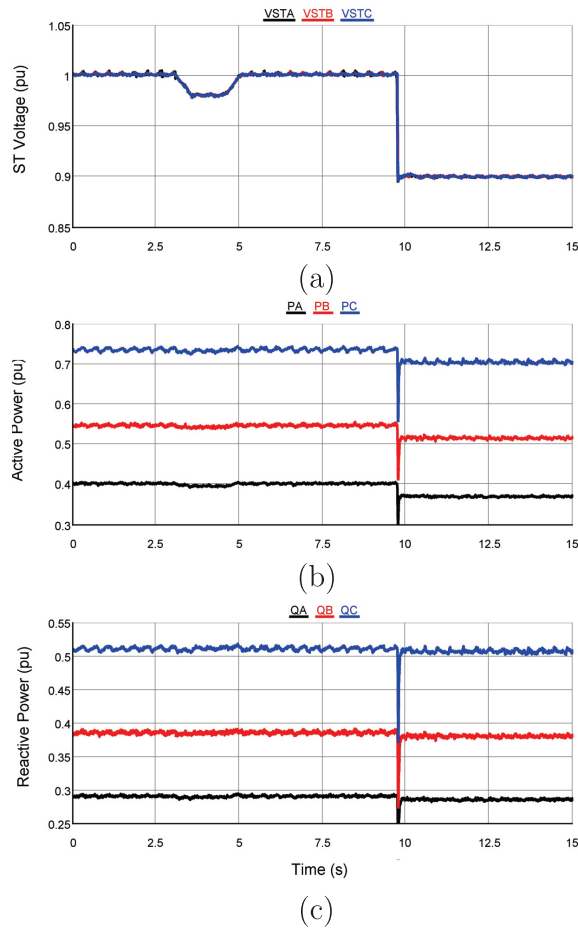 VSTA VSTB VSTC
1.05
1
0.95
0.9
0.85
ST Voltage (pu)
0 2.5 5 7.5 10 12.5 15
(a)
PA PB PC
0.8
0.7
0.6
0.5
0.4
0.3
Active Power (pu)
0 2.5 5 7.5 10 12.5 15
(b)
QA QB QC
0.55
0.5
0.45
0.4
0.35
0.3
0.25
Reactive Power (pu)
0 2.5 5 7.5 10 12.5 15
Time (s)
(c)